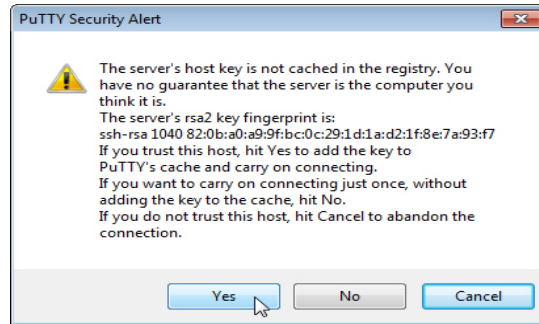 PuTTY Security Alert
The server's host key is not cached in the registry. You
have no guarantee that the server is the computer you
think it is.
The server's rsa2 key fingerprint is:
ssh-rsa 1040 82:0b:a0:a9:9f:bc:0c:29:1d:1a:d2:1f:8e:7a:93:f7
If you trust this host, hit Yes to add the key to
PuTTY's cache and carry on connecting.
If you want to carry on connecting just once, without
adding the key to the cache, hit No.
If you do not trust this host, hit Cancel to abandon the
connection.
Yes No Cancel